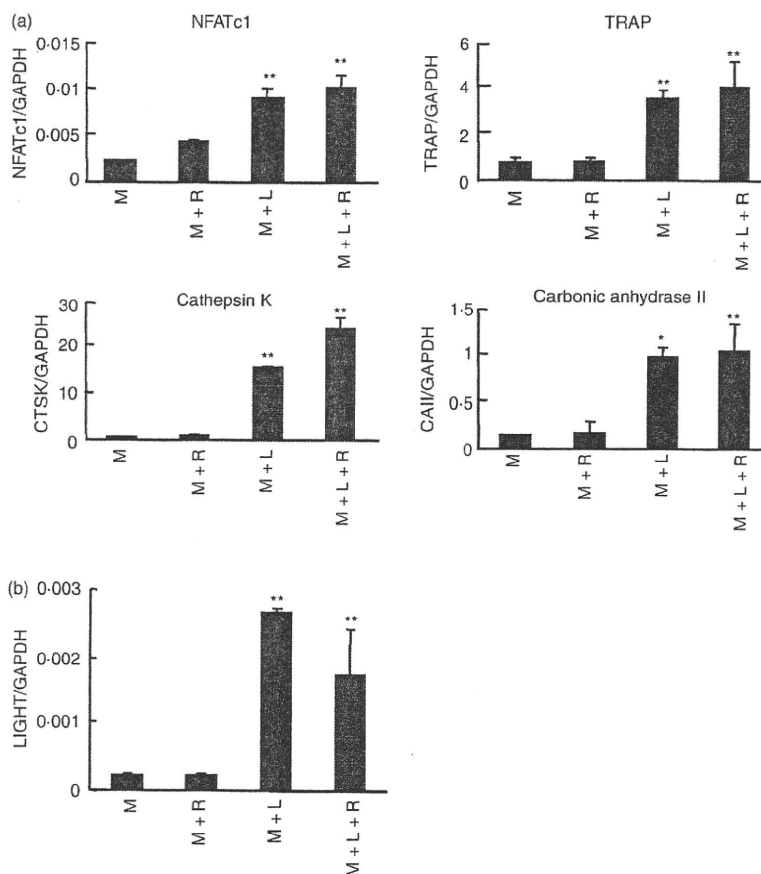 (a)
NFATc1
NFATc1/GAPDH
0·015
0·01
0·005
0
**
**
M
M + R
M + L
M + L + R
TRAP
TRAP/GAPDH
6
4
2
0
**
**
M
M + R
M + L
M + L + R
Cathepsin K
CTSK/GAPDH
30
20
10
0
**
**
M
M + R
M + L
M + L + R
Carbonic anhydrase II
CAII/GAPDH
1·5
1
0·5
0
*
**
M
M + R
M + L
M + L + R
(b)
LIGHT/GAPDH
0·003
0·002
0·001
0
**
**
M
M + R
M + L
M + L + R